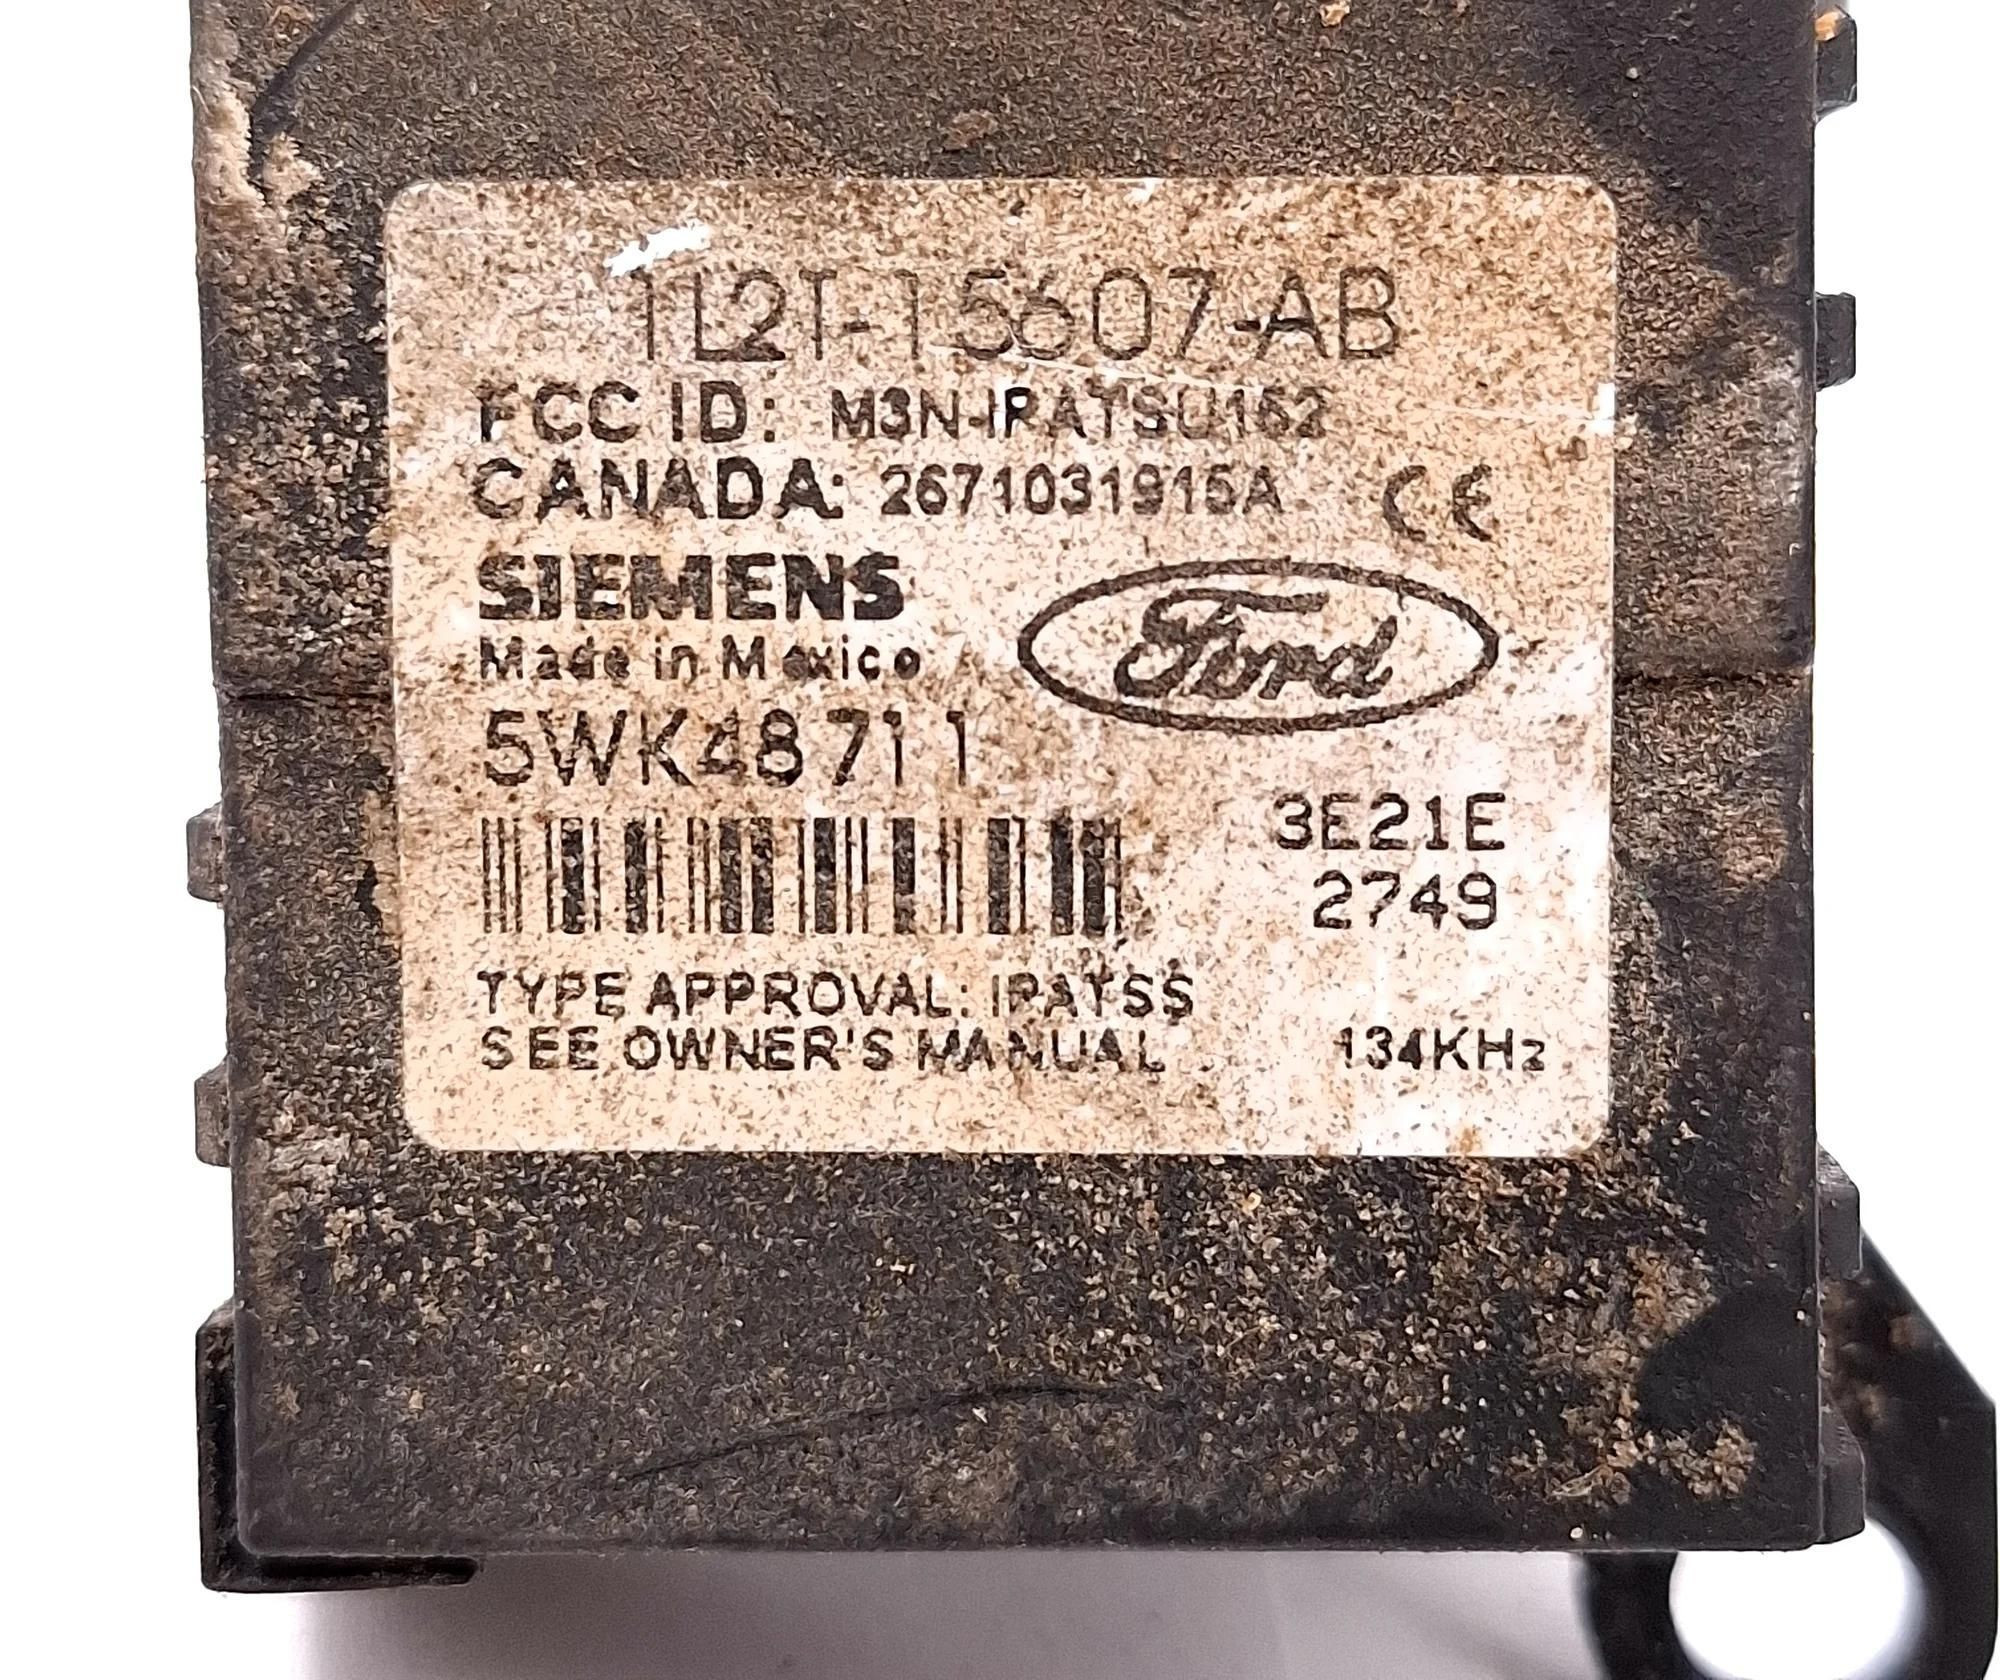 1L2T-15607-AB
FCC ID: M3N-IPATSU162
CANADA: 2671031915A
CE
SIEMENS
Made in Mexico
Ford
5WK48711
3E21E
2749
TYPE APPROVAL: IPATSS
SEE OWNER'S MANUAL 134KHz